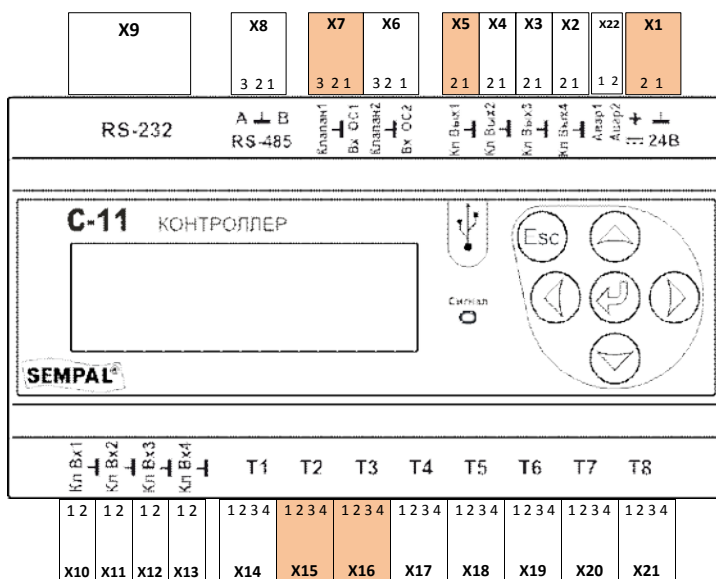 X9 X8 X7 X6 X5 X4 X3 X2 X22 X1
3 2 1 3 2 1 3 2 1 2 1 2 1 2 1 2 1 1 2 2 1
RS-232
A ⊥ B
RS-485
Клапан1 ⊥ Вх ОС1 Клапан2 ⊥ Вх ОС2 Кл Вых1 ⊥ Кл Вых2 ⊥ Кл Вых3 ⊥ Кл Вых4 ⊥ Авар1 Авар2
+ ⊥
24В
C-11 КОНТРОЛЛЕР
Esc
Сигнал
SEMPAL®
Кл Вх1 ⊥ Кл Вх2 ⊥ Кл Вх3 ⊥ Кл Вх4 ⊥
T1 T2 T3 T4 T5 T6 T7 T8
1 2 1 2 1 2 1 2 1 2 3 4 1 2 3 4 1 2 3 4 1 2 3 4 1 2 3 4 1 2 3 4 1 2 3 4 1 2 3 4
X10 X11 X12 X13 X14 X15 X16 X17 X18 X19 X20 X21